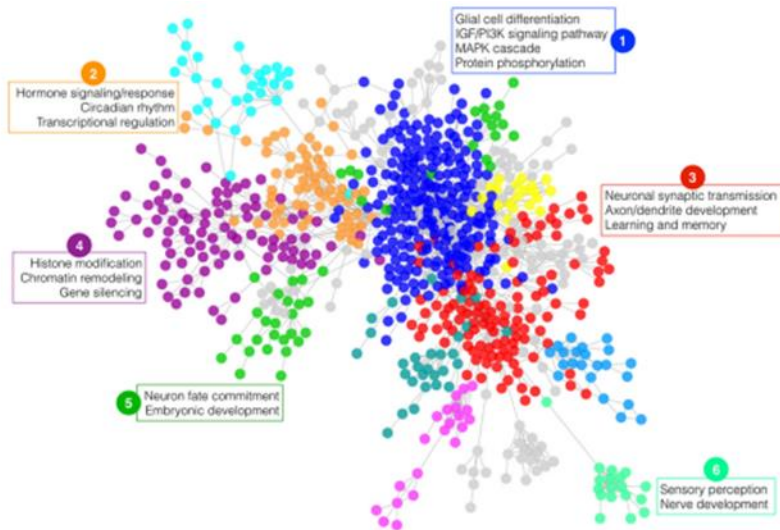 Glial cell differentiation
IGF/PI3K signaling pathway
MAPK cascade
Protein phosphorylation
1
2
Hormone signaling/response
Circadian rhythm
Transcriptional regulation
3
Neuronal synaptic transmission
Axon/dendrite development
Learning and memory
4
Histone modification
Chromatin remodeling
Gene silencing
5
Neuron fate commitment
Embryonic development
6
Sensory perception
Nerve development